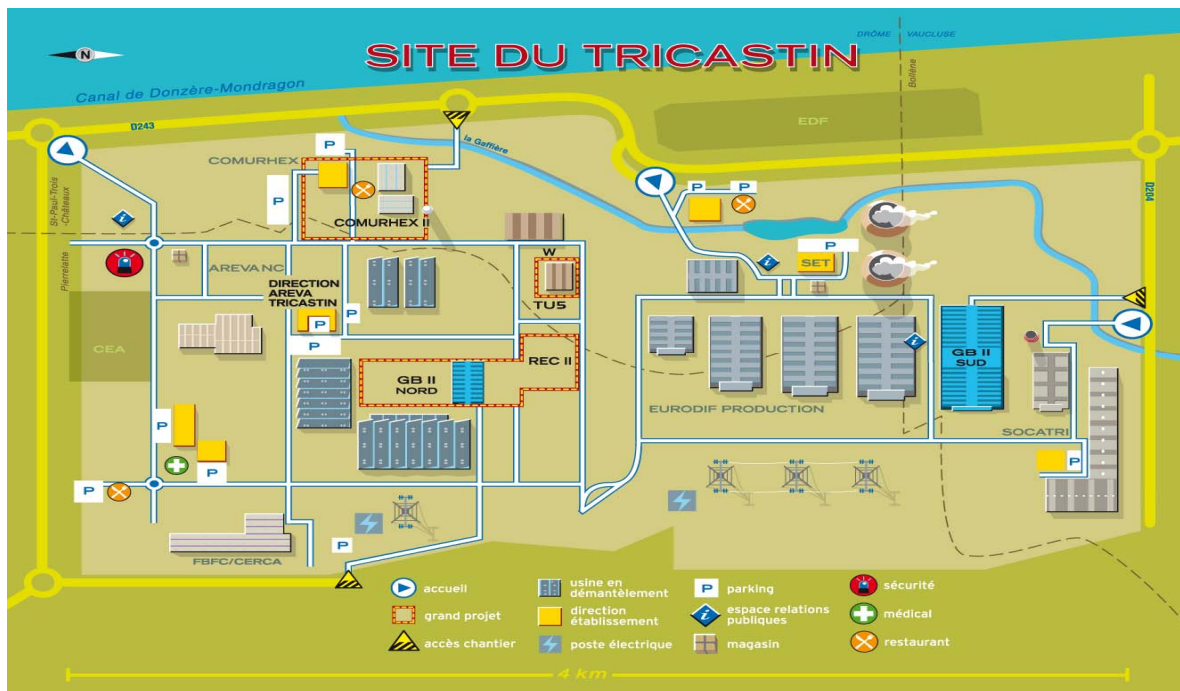 SITE DU TRICASTIN
N
DRÔME
VAUCLUSE
Bollène
Canal de Donzère-Mondragon
D243
EDF
la Gaffière
COMURHEX
P
P
P
P
D204
St-Paul-Trois
-Châteaux
Pierrelatte
i
COMURHEX II
AREVA NC
W
TU5
P
i
SET
DIRECTION
AREVA
TRICASTIN
P
P
P
CEA
REC II
GB II
NORD
i
GB II
SUD
EURODIF PRODUCTION
SOCATRI
P
P
P
P
P
FBFC/CERCA
accueil
usine en
démantèlement
P
parking
sécurité
grand projet
direction
établissement
i
espace relations
publiques
médical
accès chantier
poste électrique
magasin
restaurant
4 km